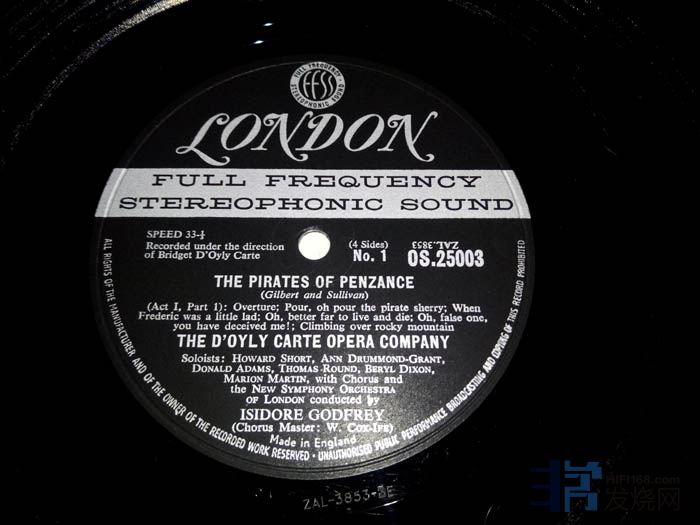 FULL FREQUENCY
ffss
STEREOPHONIC SOUND
LONDON
FULL FREQUENCY
STEREOPHONIC SOUND
SPEED 33-⅓
Recorded under the direction
of Bridget D'Oyly Carte
(4 Sides)
No. 1
ZAL.3853
OS.25003
THE PIRATES OF PENZANCE
(Gilbert and Sullivan)
(Act I, Part 1): Overture; Pour, oh pour the pirate sherry; When
Frederic was a little lad; Oh, better far to live and die; Oh, false one,
you have deceived me!; Climbing over rocky mountain
THE D'OYLY CARTE OPERA COMPANY
Soloists: HOWARD SHORT, ANN DRUMMOND-GRANT,
DONALD ADAMS, THOMAS ROUND, BERYL DIXON,
MARION MARTIN, with Chorus and
the NEW SYMPHONY ORCHESTRA
OF LONDON conducted by
ISIDORE GODFREY
(Chorus Master: W. COX-IFE)
Made in England
ALL RIGHTS OF THE MANUFACTURER AND OF THE OWNER OF THE RECORDED WORK RESERVED · UNAUTHORISED PUBLIC PERFORMANCE BROADCASTING AND COPYING OF THIS RECORD PROHIBITED
ZAL-3853-
HIFI168.com
发烧网